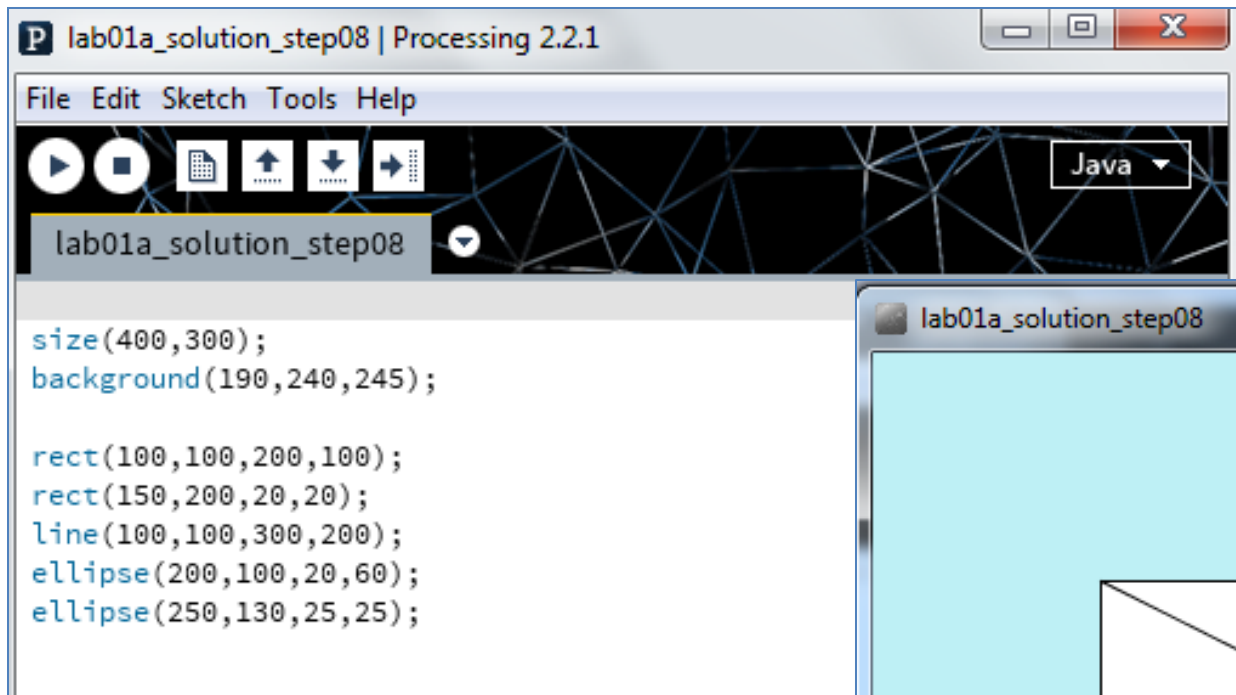 P lab01a_solution_step08 | Processing 2.2.1
File Edit Sketch Tools Help
Java
lab01a_solution_step08
lab01a_solution_step08
size(400,300);
background(190,240,245);
rect(100,100,200,100);
rect(150,200,20,20);
line(100,100,300,200);
ellipse(200,100,20,60);
ellipse(250,130,25,25);